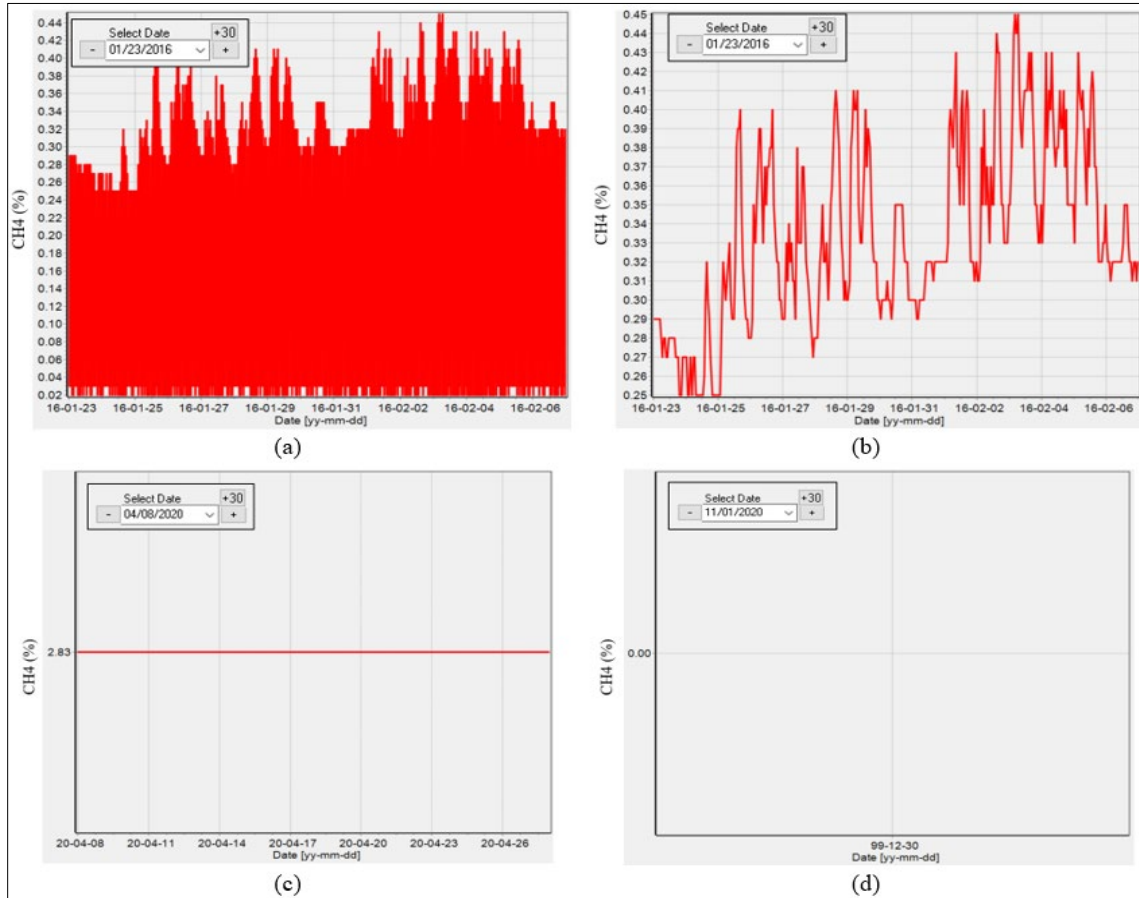 Select Date
+30
- 01/23/2016 +
CH4 (%)
0.44
0.42
0.40
0.38
0.36
0.34
0.32
0.30
0.28
0.26
0.24
0.22
0.20
0.18
0.16
0.14
0.12
0.10
0.08
0.06
0.04
0.02
16-01-23 16-01-25 16-01-27 16-01-29 16-01-31 16-02-02 16-02-04 16-02-06
Date [yy-mm-dd]
(a)
Select Date
+30
- 01/23/2016 +
CH4 (%)
0.45
0.45
0.43
0.42
0.41
0.40
0.39
0.38
0.37
0.36
0.35
0.34
0.33
0.32
0.31
0.30
0.29
0.28
0.27
0.26
0.25
16-01-23 16-01-25 16-01-27 16-01-29 16-01-31 16-02-02 16-02-04 16-02-06
Date [yy-mm-dd]
(b)
Select Date
+30
- 04/08/2020 +
CH4 (%)
2.83
20-04-08 20-04-11 20-04-14 20-04-17 20-04-20 20-04-23 20-04-26
Date [yy-mm-dd]
(c)
Select Date
+30
- 11/01/2020 +
CH4 (%)
0.00
99-12-30
Date [yy-mm-dd]
(d)